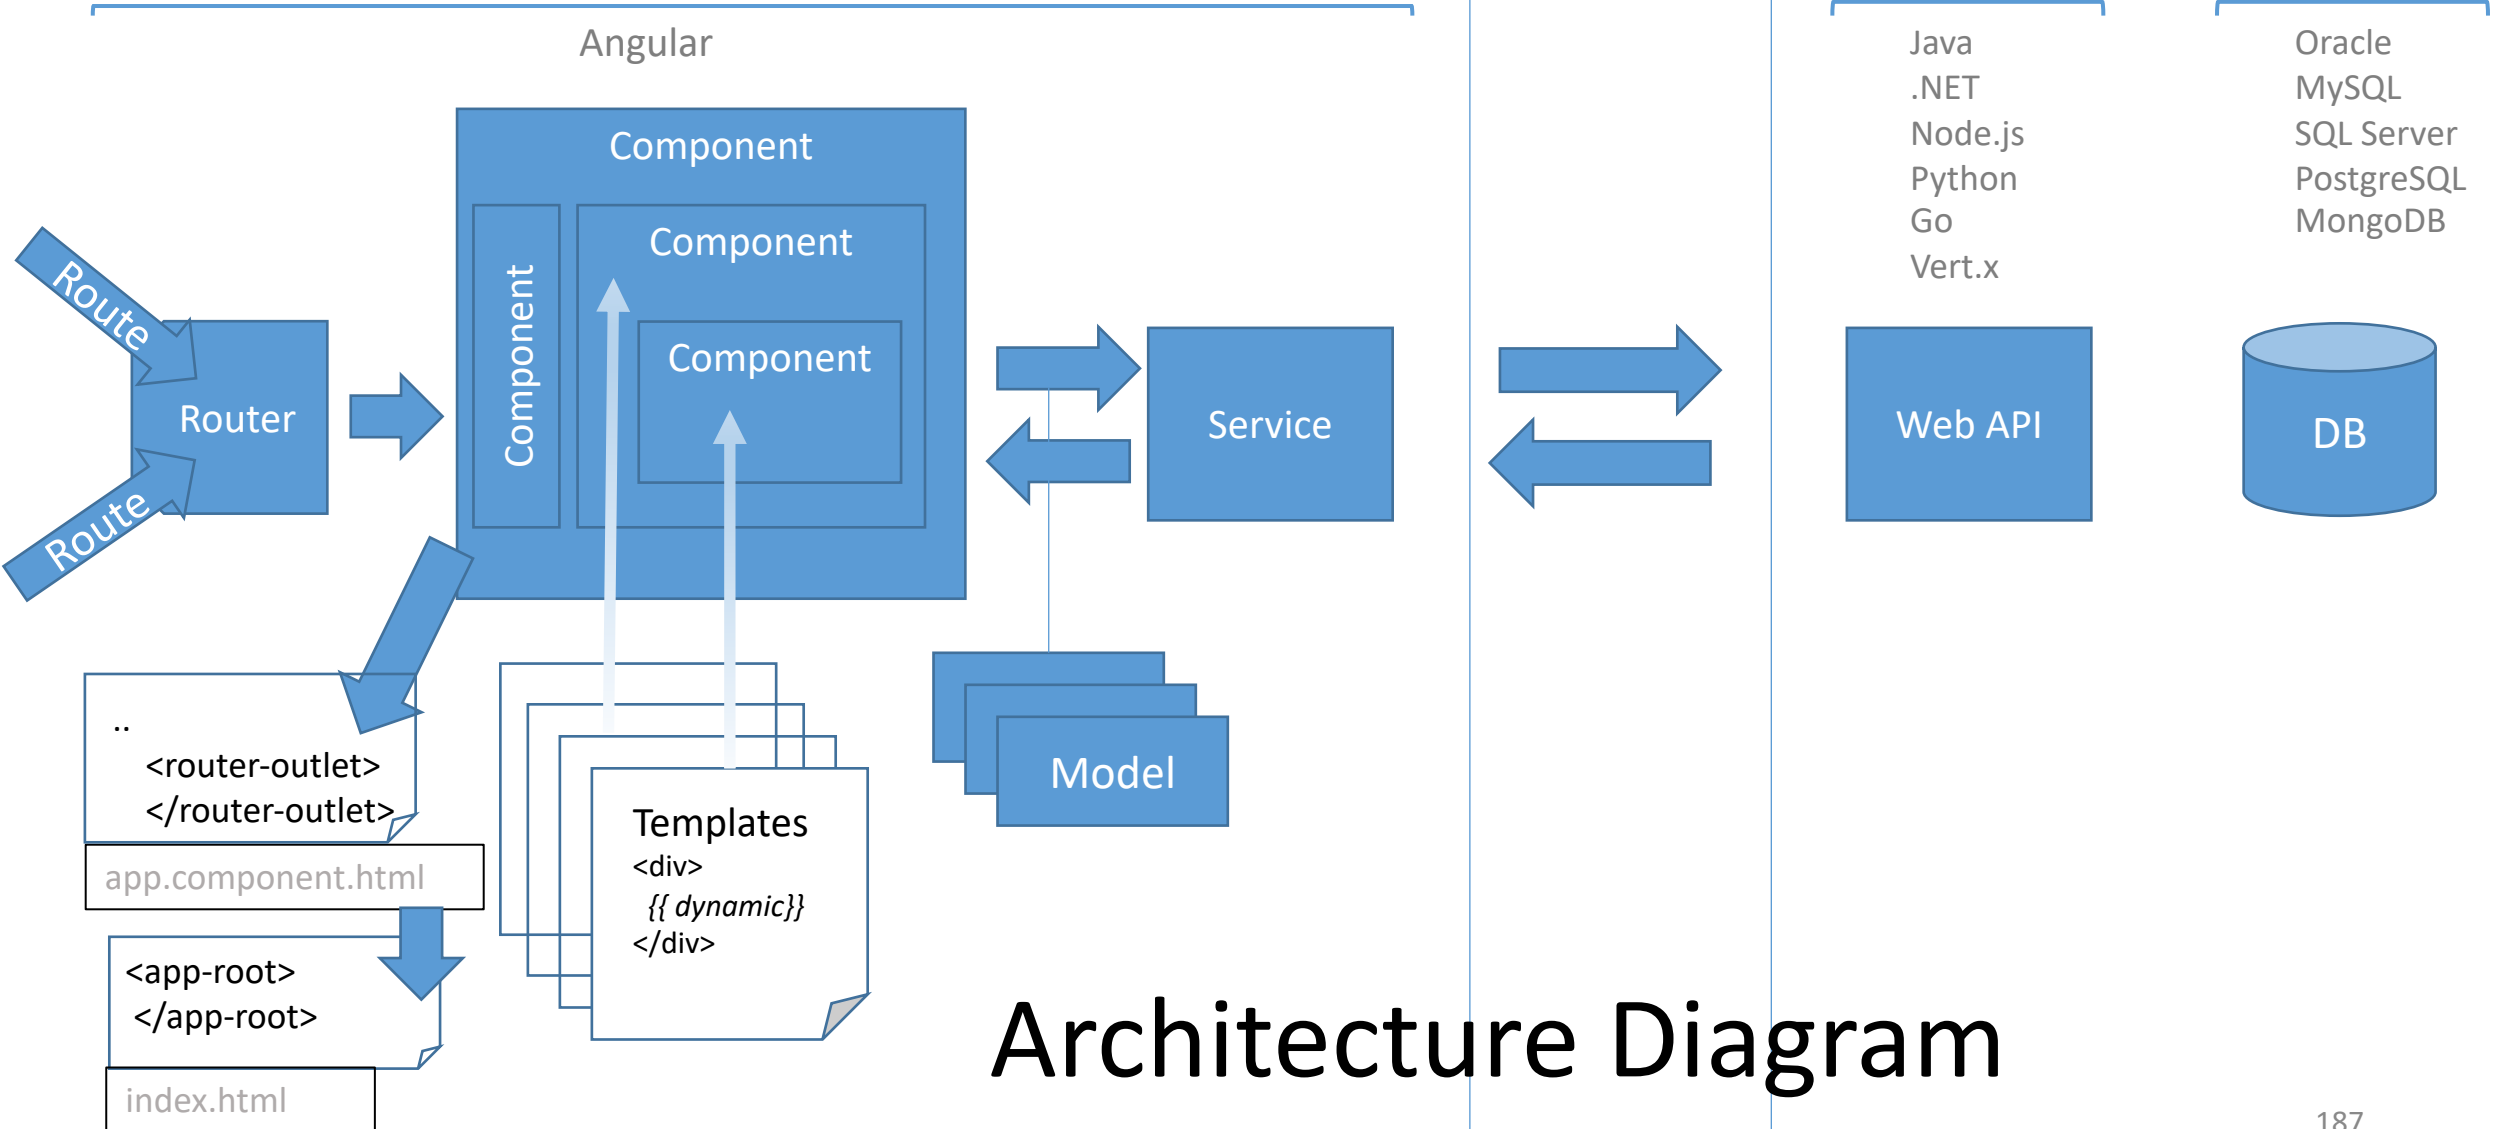 Angular
Java
.NET
Node.js
Python
Go
Vert.x
Oracle
MySQL
SQL Server
PostgreSQL
MongoDB
Route
Route
Router
Component
Component
Component
Component
Service
Web API
DB
..
<router-outlet>
</router-outlet>
app.component.html
<app-root>
</app-root>
index.html
Templates
<div>
{{ dynamic}}
</div>
Model
Architecture Diagram
187